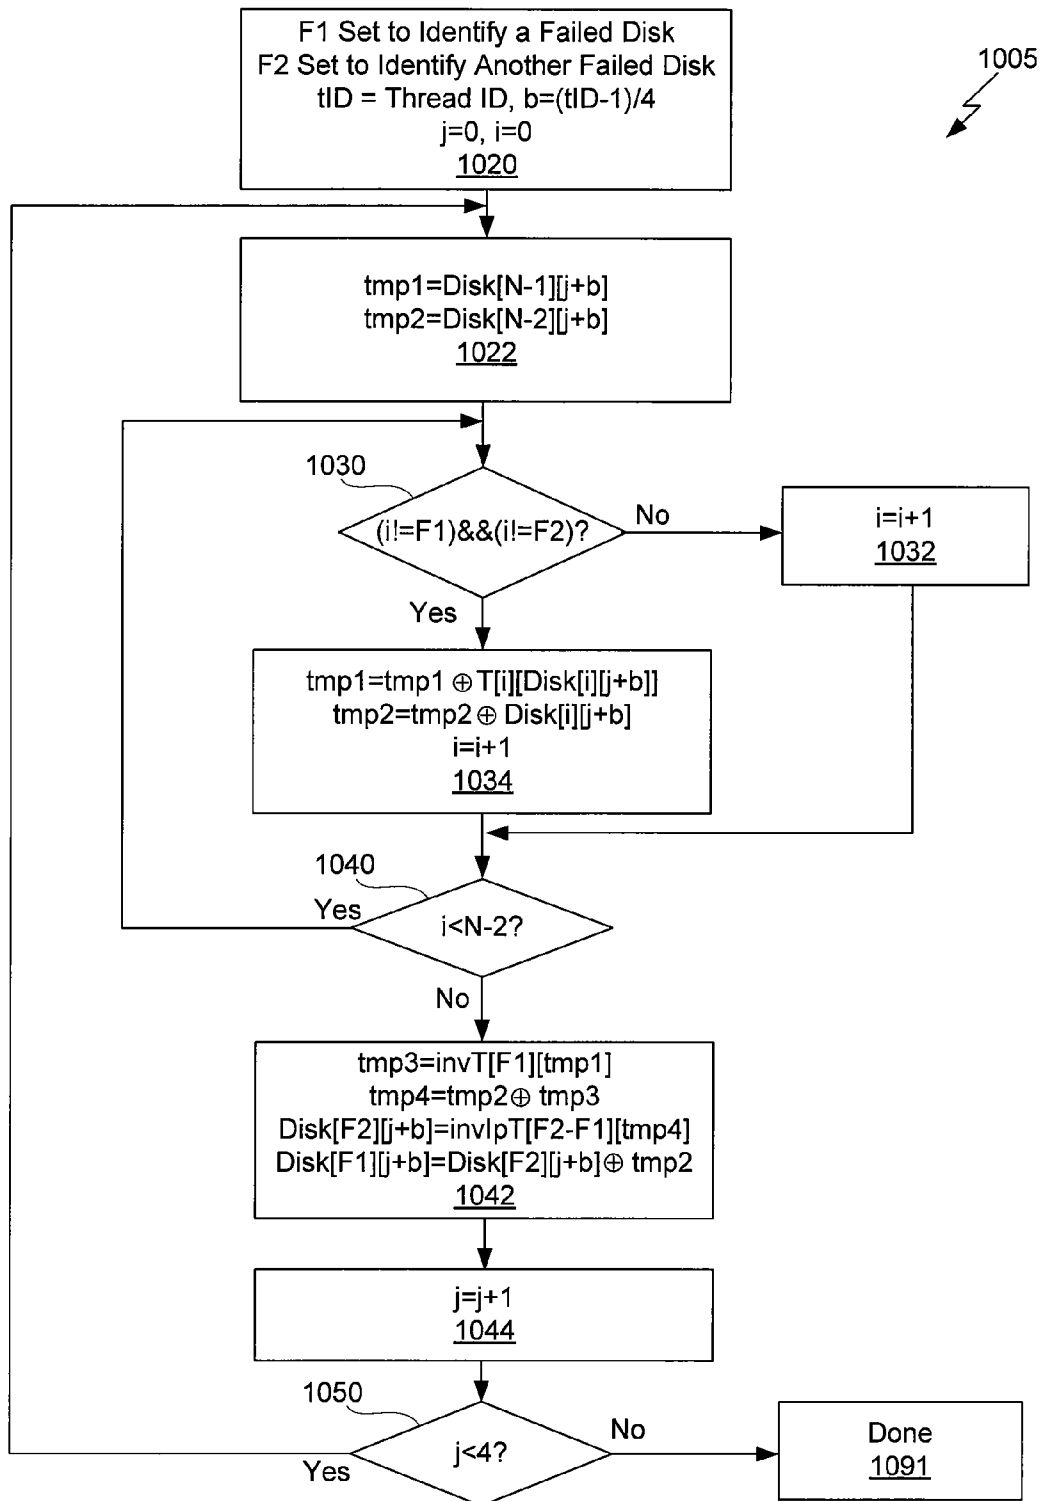 F1 Set to Identify a Failed Disk
F2 Set to Identify Another Failed Disk
tID = Thread ID, b=(tID-1)/4
j=0, i=0
1020
1005
tmp1=Disk[N-1][j+b]
tmp2=Disk[N-2][j+b]
1022
1030
(i!=F1)&&(i!=F2)?
No
i=i+1
1032
Yes
tmp1=tmp1 ⊕ T[i][Disk[i][j+b]]
tmp2=tmp2 ⊕ Disk[i][j+b]
i=i+1
1034
1040
Yes
i<N-2?
No
tmp3=invT[F1][tmp1]
tmp4=tmp2 ⊕ tmp3
Disk[F2][j+b]=invIpT[F2-F1][tmp4]
Disk[F1][j+b]=Disk[F2][j+b] ⊕ tmp2
1042
j=j+1
1044
1050
j<4?
Yes
No
Done
1091